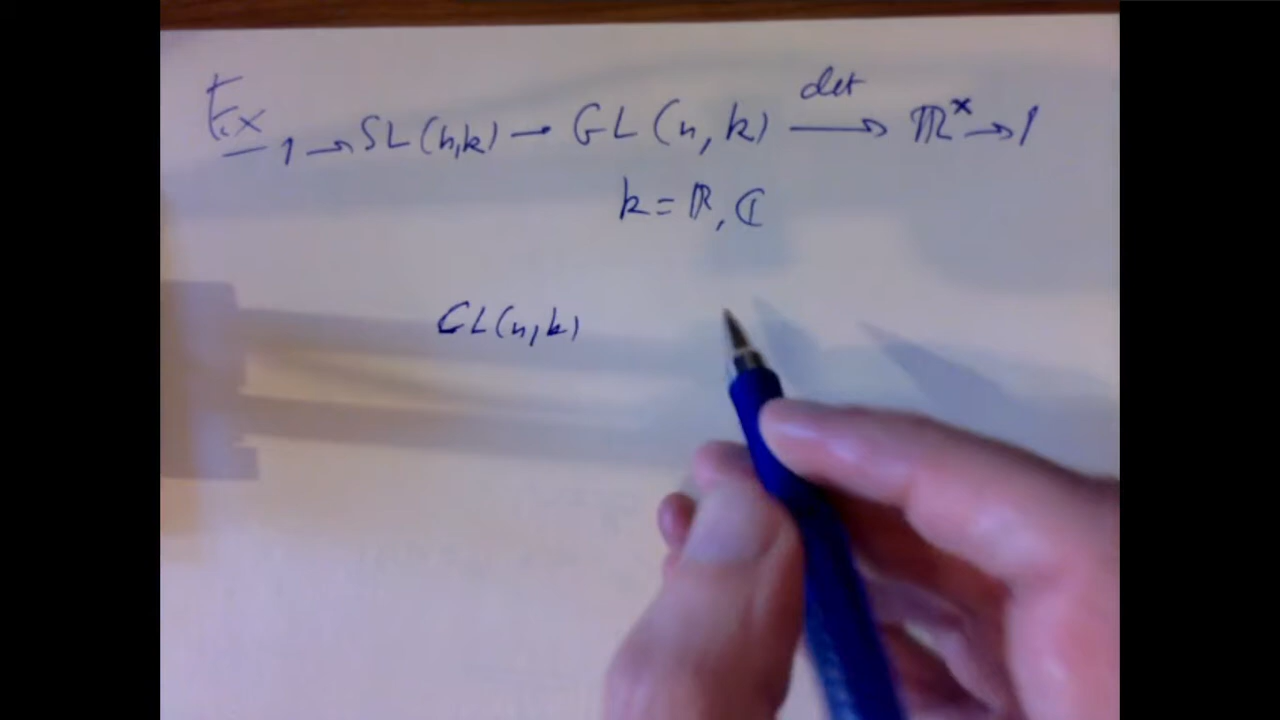 Ex 1 → SL(n,k) → GL(n,k) det → ℝ^x → 1
k = ℝ, ℂ
GL(n,k)